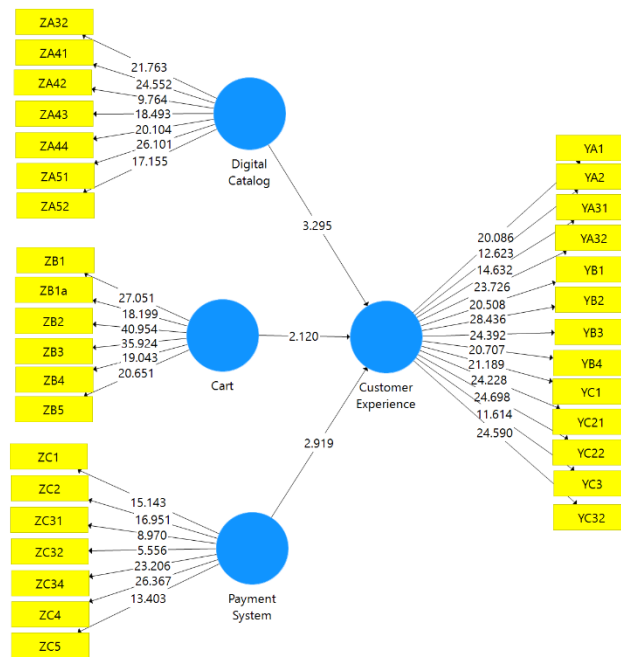 ZA32
ZA41
ZA42
ZA43
ZA44
ZA51
ZA52
21.763
24.552
9.764
18.493
20.104
26.101
17.155
Digital
Catalog
3.295
ZB1
ZB1a
ZB2
ZB3
ZB4
ZB5
27.051
18.199
40.954
35.924
19.043
20.651
Cart
2.120
ZC1
ZC2
ZC31
ZC32
ZC34
ZC4
ZC5
15.143
16.951
8.970
5.556
23.206
26.367
13.403
Payment
System
2.919
Customer
Experience
20.086
12.623
14.632
23.726
20.508
28.436
24.392
20.707
21.189
24.228
24.698
11.614
24.590
YA1
YA2
YA31
YA32
YB1
YB2
YB3
YB4
YC1
YC21
YC22
YC3
YC32